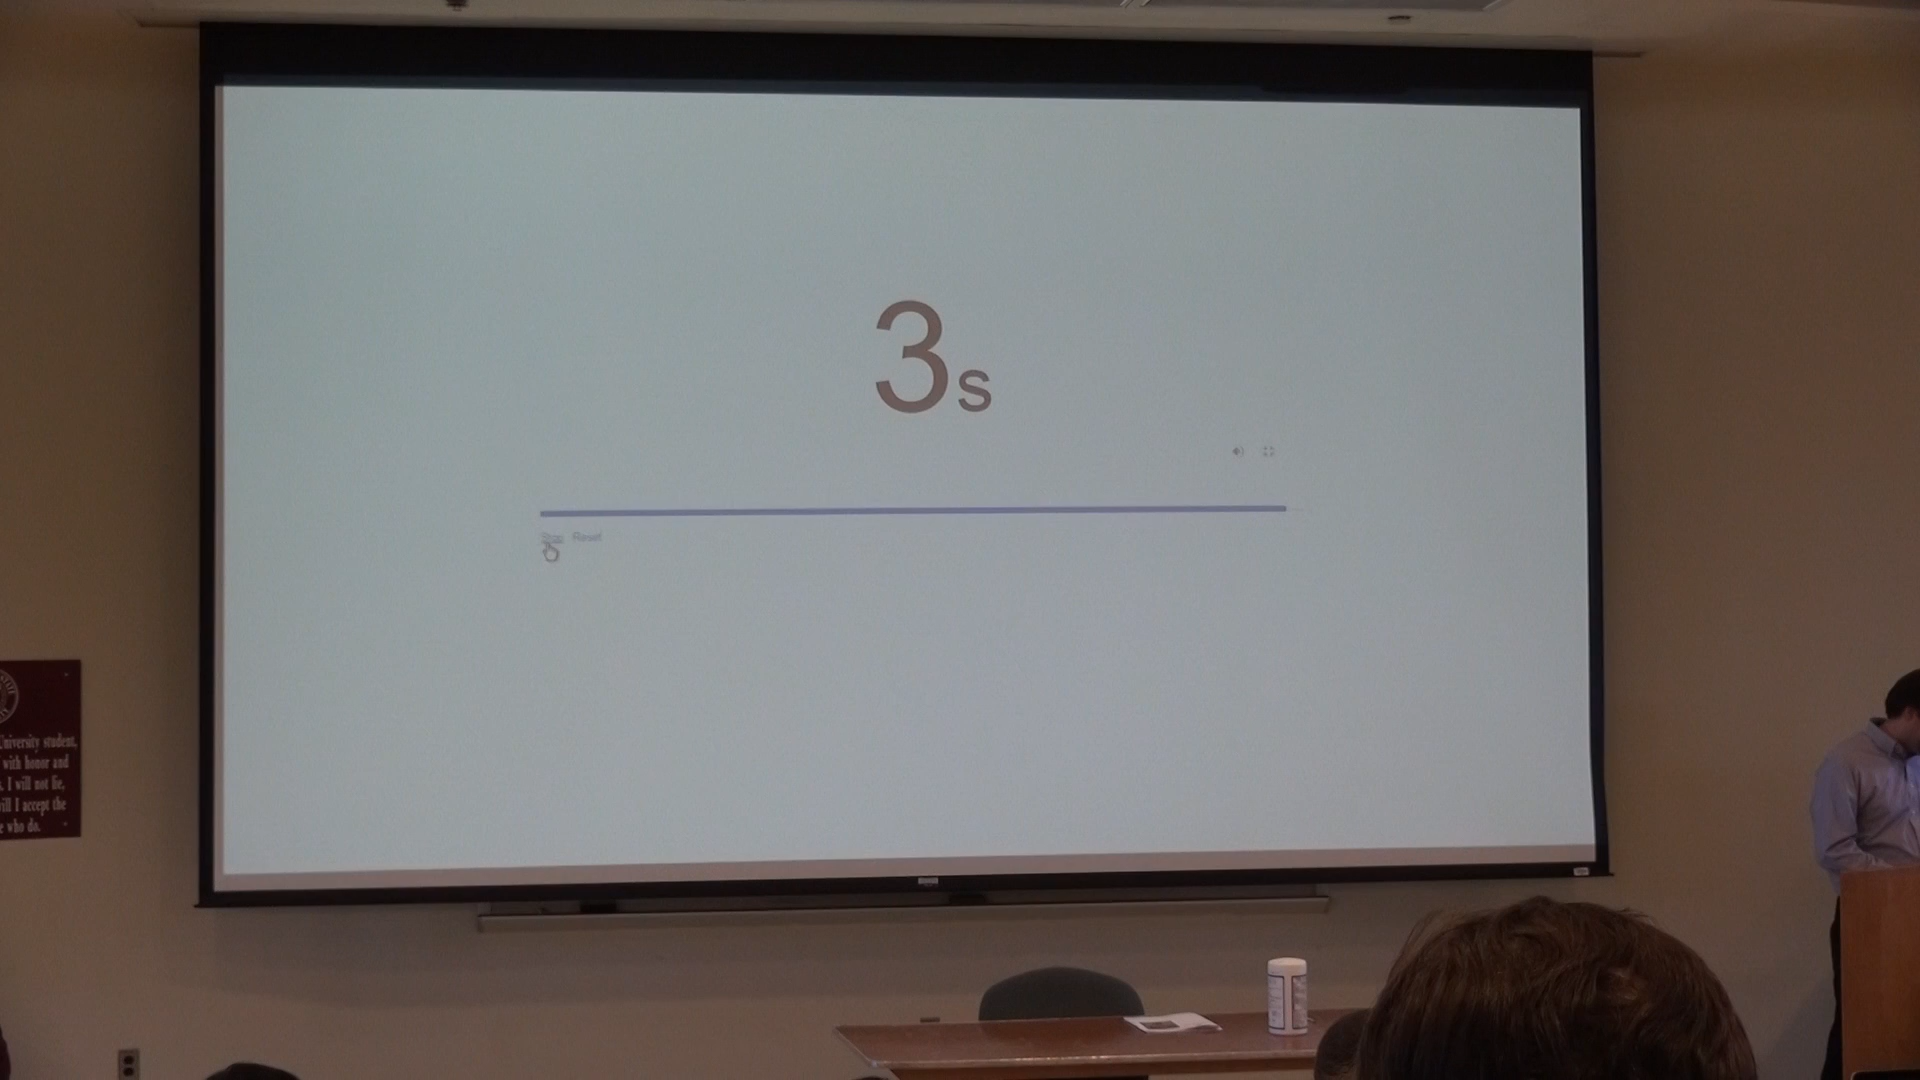 3s
Stop Reset
University student,
with honor and
. I will not lie,
will I accept the
who do.